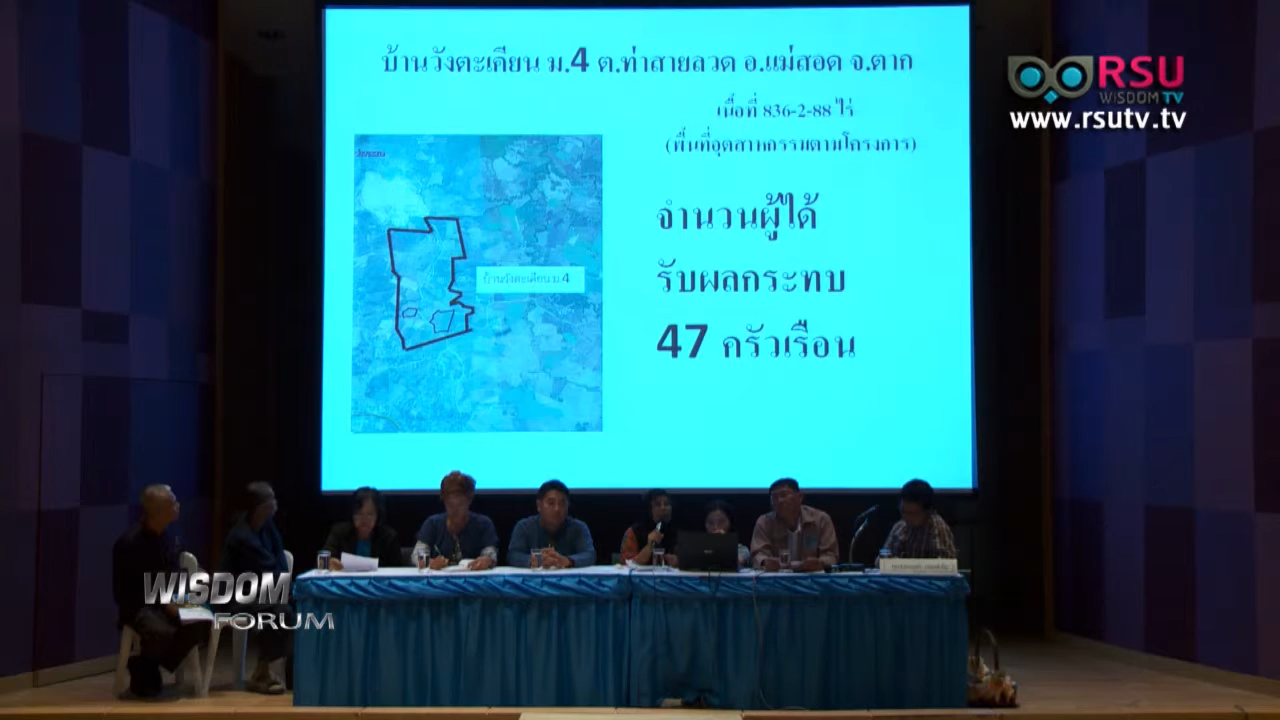 บ้านวังตะเคียน ม.4 ต.ท่าสายลวด อ.แม่สอด จ.ตาก
เนื้อที่ 836-2-88 ไร่
(พื้นที่อุตสาหกรรมตามโครงการ)
จำนวนผู้ได้
รับผลกระทบ
47 ครัวเรือน
บ้านวังตะเคียน ม.4
RSU
WISDOM TV
www.rsutv.tv
WISDOM
FORUM